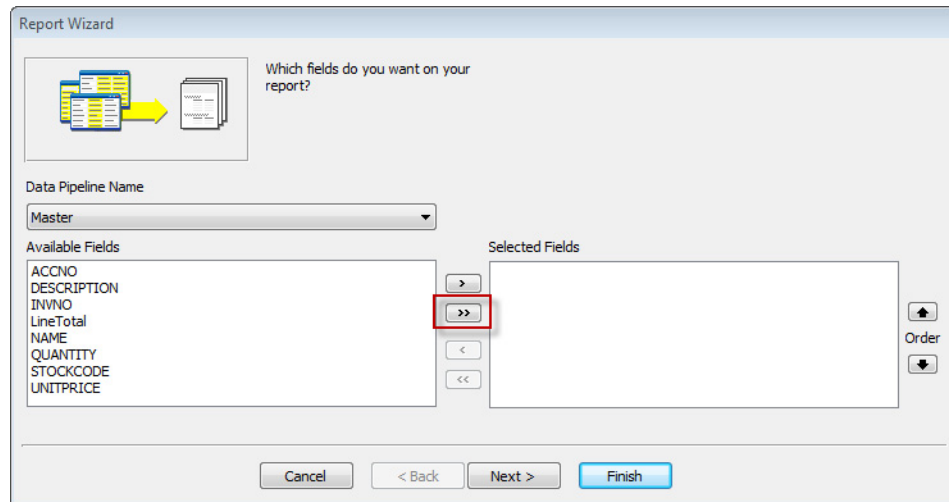 Report Wizard
Which fields do you want on your
report?
Data Pipeline Name
Master
Available Fields
Selected Fields
ACCNO
DESCRIPTION
INVNO
LineTotal
NAME
QUANTITY
STOCKCODE
UNITPRICE
>
>>
<
<<
Order
Cancel
< Back
Next >
Finish